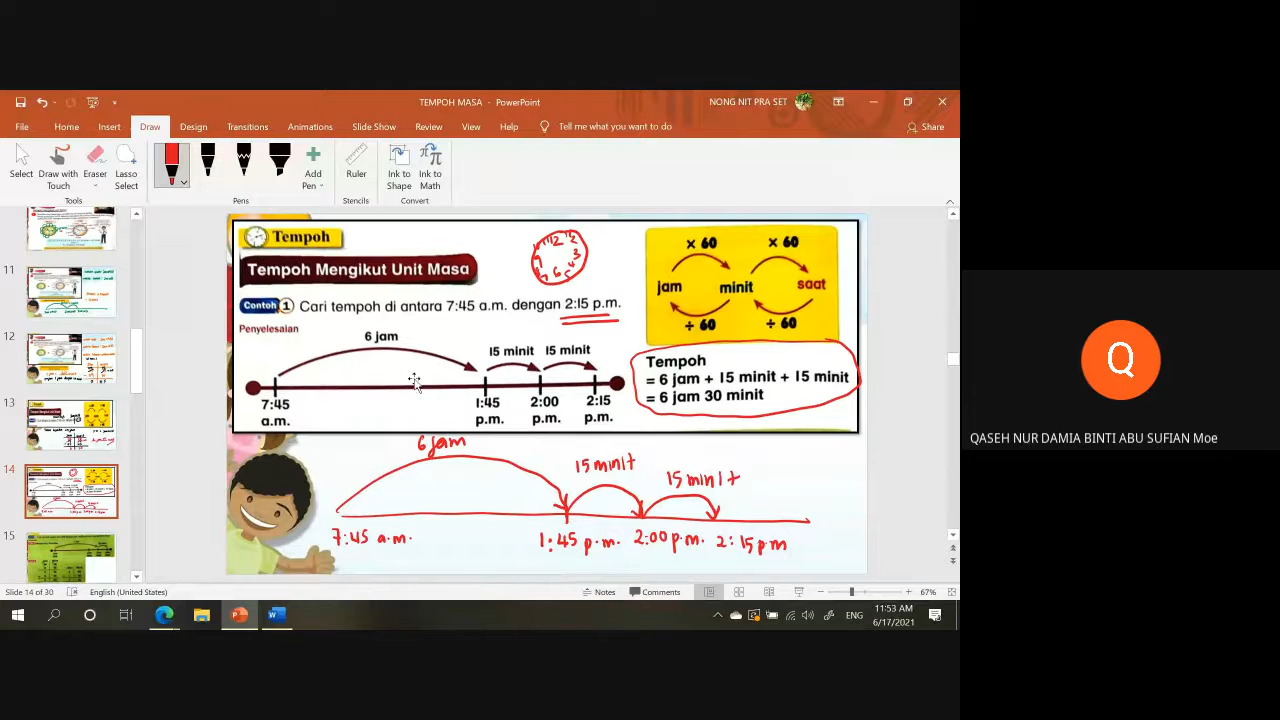 TEMPOH MASA - PowerPoint
NONG NIT PRA SET
File Home Insert Draw Design Transitions Animations Slide Show Review View Help Tell me what you want to do Share
Select
Draw with Touch
Eraser
Lasso Select
Add Pen
Ruler
Ink to Shape
Ink to Math
Tools Pens Stencils Convert
11
12
13
14
15
Tempoh
Tempoh Mengikut Unit Masa
Contoh 1 Cari tempoh di antara 7:45 a.m. dengan 2:15 p.m.
Penyelesaian
6 jam 15 minit 15 minit
7:45 a.m.
1:45 p.m.
2:00 p.m.
2:15 p.m.
× 60 × 60
jam minit saat
÷ 60 ÷ 60
Tempoh
= 6 jam + 15 minit + 15 minit
= 6 jam 30 minit
6 jam
15 minit
15 minit
7:45 a.m. 1:45 p.m. 2:00 p.m. 2:15 p.m
Q
QASEH NUR DAMIA BINTI ABU SUFIAN Moe
Slide 14 of 30 English (United States) Notes Comments 67%
ENG
11:53 AM
6/17/2021